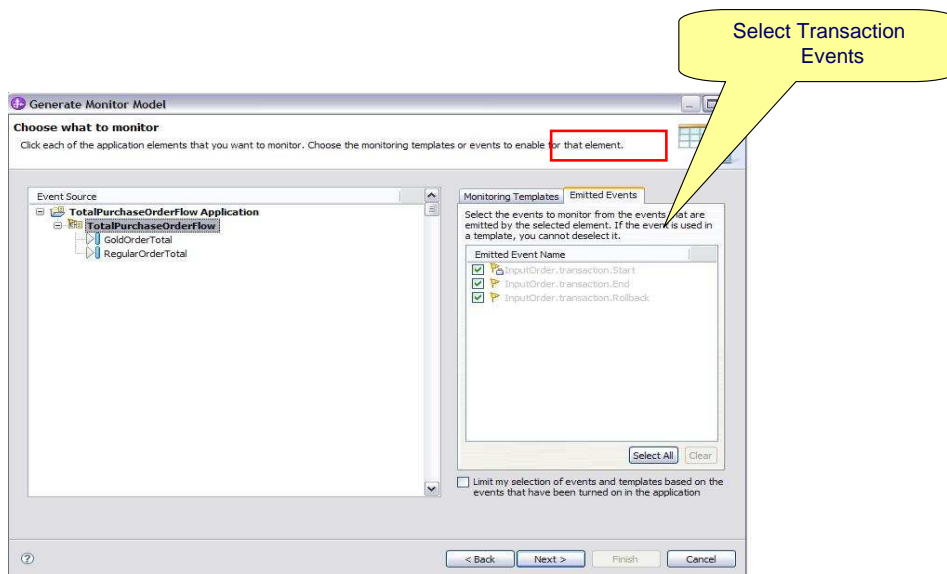 Select Transaction
Events
Generate Monitor Model
Choose what to monitor
Click each of the application elements that you want to monitor. Choose the monitoring templates or events to enable for that element.
Event Source
TotalPurchaseOrderFlow Application
TotalPurchaseOrderFlow
GoldOrderTotal
RegularOrderTotal
Monitoring Templates Emitted Events
Select the events to monitor from the events that are
emitted by the selected element. If the event is used in
a template, you cannot deselect it.
Emitted Event Name
InputOrder.transaction.Start
InputOrder.transaction.End
InputOrder.transaction.Rollback
Select All Clear
Limit my selection of events and templates based on the
events that have been turned on in the application
? < Back Next > Finish Cancel